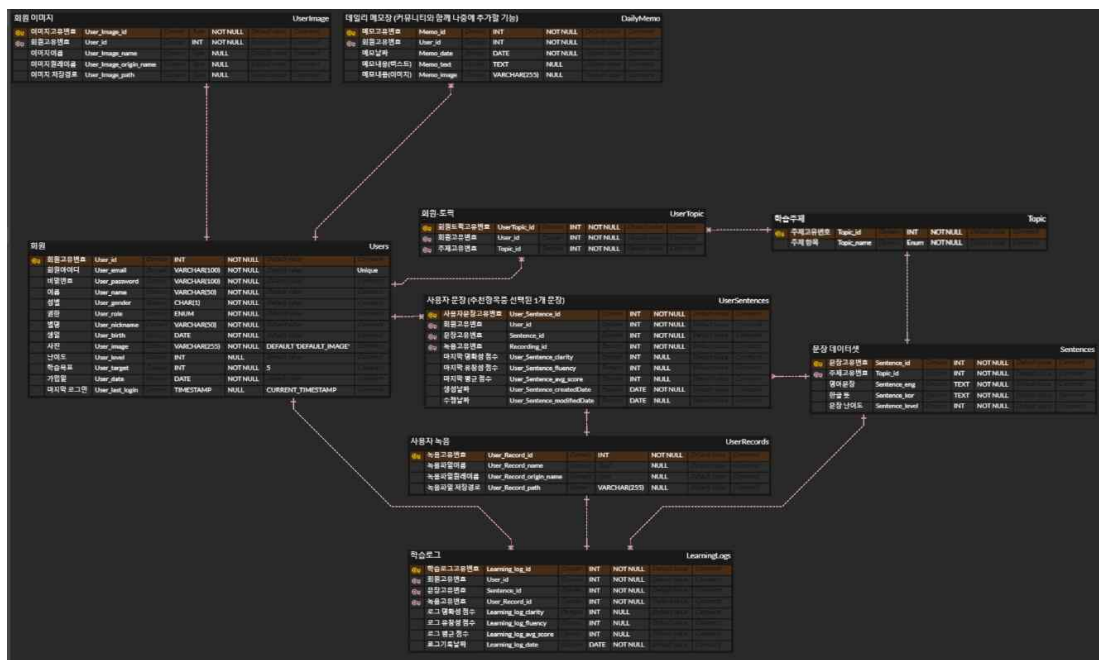 회원 이미지 UserImage
이미지고유번호 User_Image_id NOT NULL
회원고유번호 User_id INT NOT NULL
이미지이름 User_Image_name NULL
이미지원래이름 User_Image_origin_name NULL
이미지 저장경로 User_Image_path NULL
데일리 메모장 (커뮤니티와 함께 나중에 추가할 기능) DailyMemo
메모고유번호 Memo_id INT NOT NULL
회원고유번호 User_id INT NOT NULL
메모날짜 Memo_date DATE NOT NULL
메모내용(텍스트) Memo_text TEXT NULL
메모내용(이미지) Memo_image VARCHAR(255) NULL
회원-토픽 UserTopic
회원토픽고유번호 UserTopic_id INT NOT NULL
회원고유번호 User_id INT NOT NULL
주제고유번호 Topic_id INT NOT NULL
학습주제 Topic
주제고유번호 Topic_id INT NOT NULL
주제 항목 Topic_name Enum NOT NULL
회원 Users
회원고유번호 User_id INT NOT NULL
회원아이디 User_email VARCHAR(100) NOT NULL Unique
비밀번호 User_password VARCHAR(100) NOT NULL
이름 User_name VARCHAR(50) NOT NULL
성별 User_gender CHAR(1) NOT NULL
권한 User_role ENUM NOT NULL
별명 User_nickname VARCHAR(50) NOT NULL
생일 User_birth DATE NOT NULL
사진 User_image VARCHAR(255) NOT NULL DEFAULT 'DEFAULT_IMAGE'
난이도 User_level INT NULL
학습목표 User_target INT NOT NULL 5
가입일 User_date DATE NOT NULL
마지막 로그인 User_last_login TIMESTAMP NULL CURRENT_TIMESTAMP
사용자 문장 (추천항목중 선택된 1개 문장) UserSentences
사용자문장고유번호 User_Sentence_id INT NOT NULL
회원고유번호 User_id INT NOT NULL
문장고유번호 Sentence_id INT NOT NULL
녹음고유번호 Recording_id INT NOT NULL
마지막 명확성 점수 User_Sentence_clarity INT NULL
마지막 유창성 점수 User_Sentence_fluency INT NULL
마지막 평균 점수 User_Sentence_avg_score INT NULL
생성날짜 User_Sentence_createdDate DATE NOT NULL
수정날짜 User_Sentence_modifiedDate DATE NULL
문장 데이터셋 Sentences
문장고유번호 Sentence_id INT NOT NULL
주제고유번호 Topic_id INT NOT NULL
영어문장 Sentence_eng TEXT NOT NULL
한글 뜻 Sentence_kor TEXT NOT NULL
문장 난이도 Sentence_level INT NOT NULL
사용자 녹음 UserRecords
녹음고유번호 User_Record_id INT NOT NULL
녹음파일이름 User_Record_name NULL
녹음파일원래이름 User_Record_origin_name NULL
녹음파일 저장경로 User_Record_path VARCHAR(255) NULL
학습로그 LearningLogs
학습로그고유번호 Learning_log_id INT NOT NULL
회원고유번호 User_id INT NOT NULL
문장고유번호 Sentence_id INT NOT NULL
녹음고유번호 User_Record_id INT NOT NULL
로그 명확성 점수 Learning_log_clarity INT NULL
로그 유창성 점수 Learning_log_fluency INT NULL
로그 평균 점수 Learning_log_avg_score INT NULL
로그기록날짜 Learning_log_date DATE NOT NULL